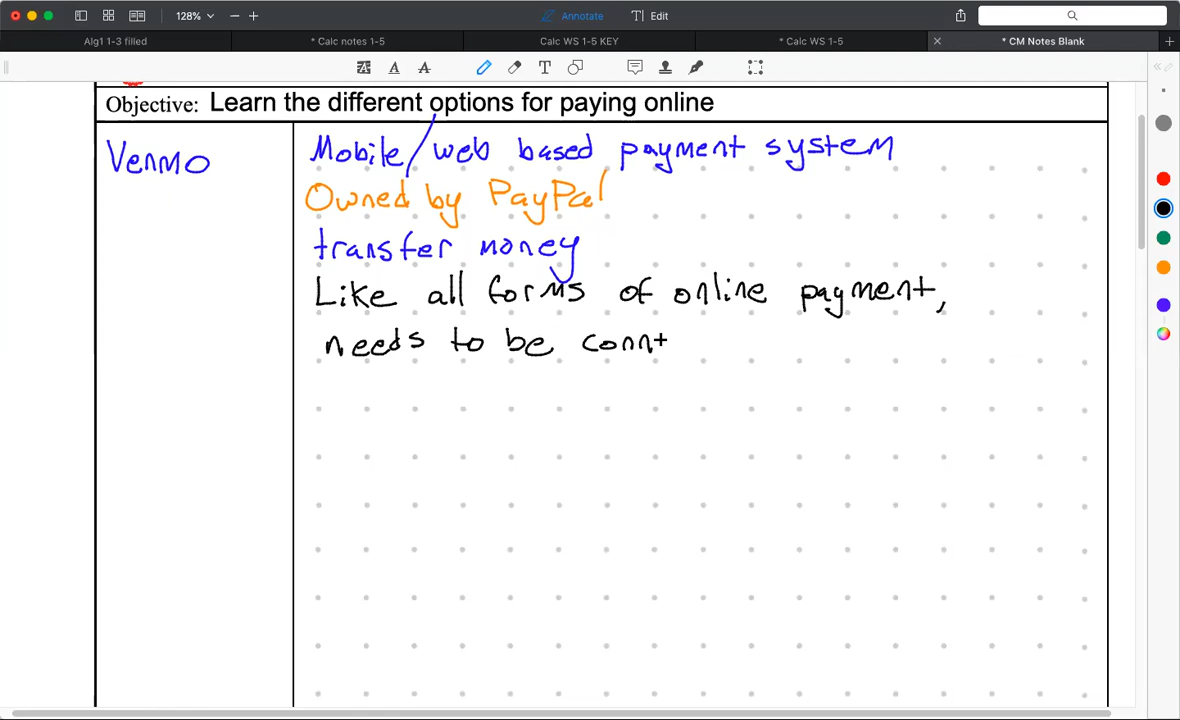 128%
Annotate
Edit
Alg1 1-3 filled
* Calc notes 1-5
Calc WS 1-5 KEY
* Calc WS 1-5
* CM Notes Blank
Objective: Learn the different options for paying online
Venmo
Mobile/web based payment system
Owned by PayPal
transfer money
Like all forms of online payment,
needs to be connt